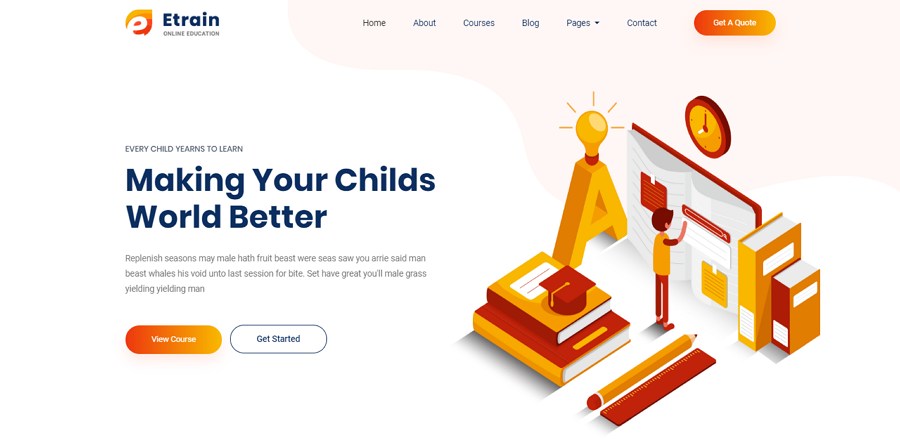 Etrain
ONLINE EDUCATION
Home About Courses Blog Pages Contact Get A Quote
EVERY CHILD YEARNS TO LEARN
Making Your Childs
World Better
Replenish seasons may male hath fruit beast were seas saw you arrie said man
beast whales his void unto last session for bite. Set have great you'll male grass
yielding yielding man
View Course Get Started
A